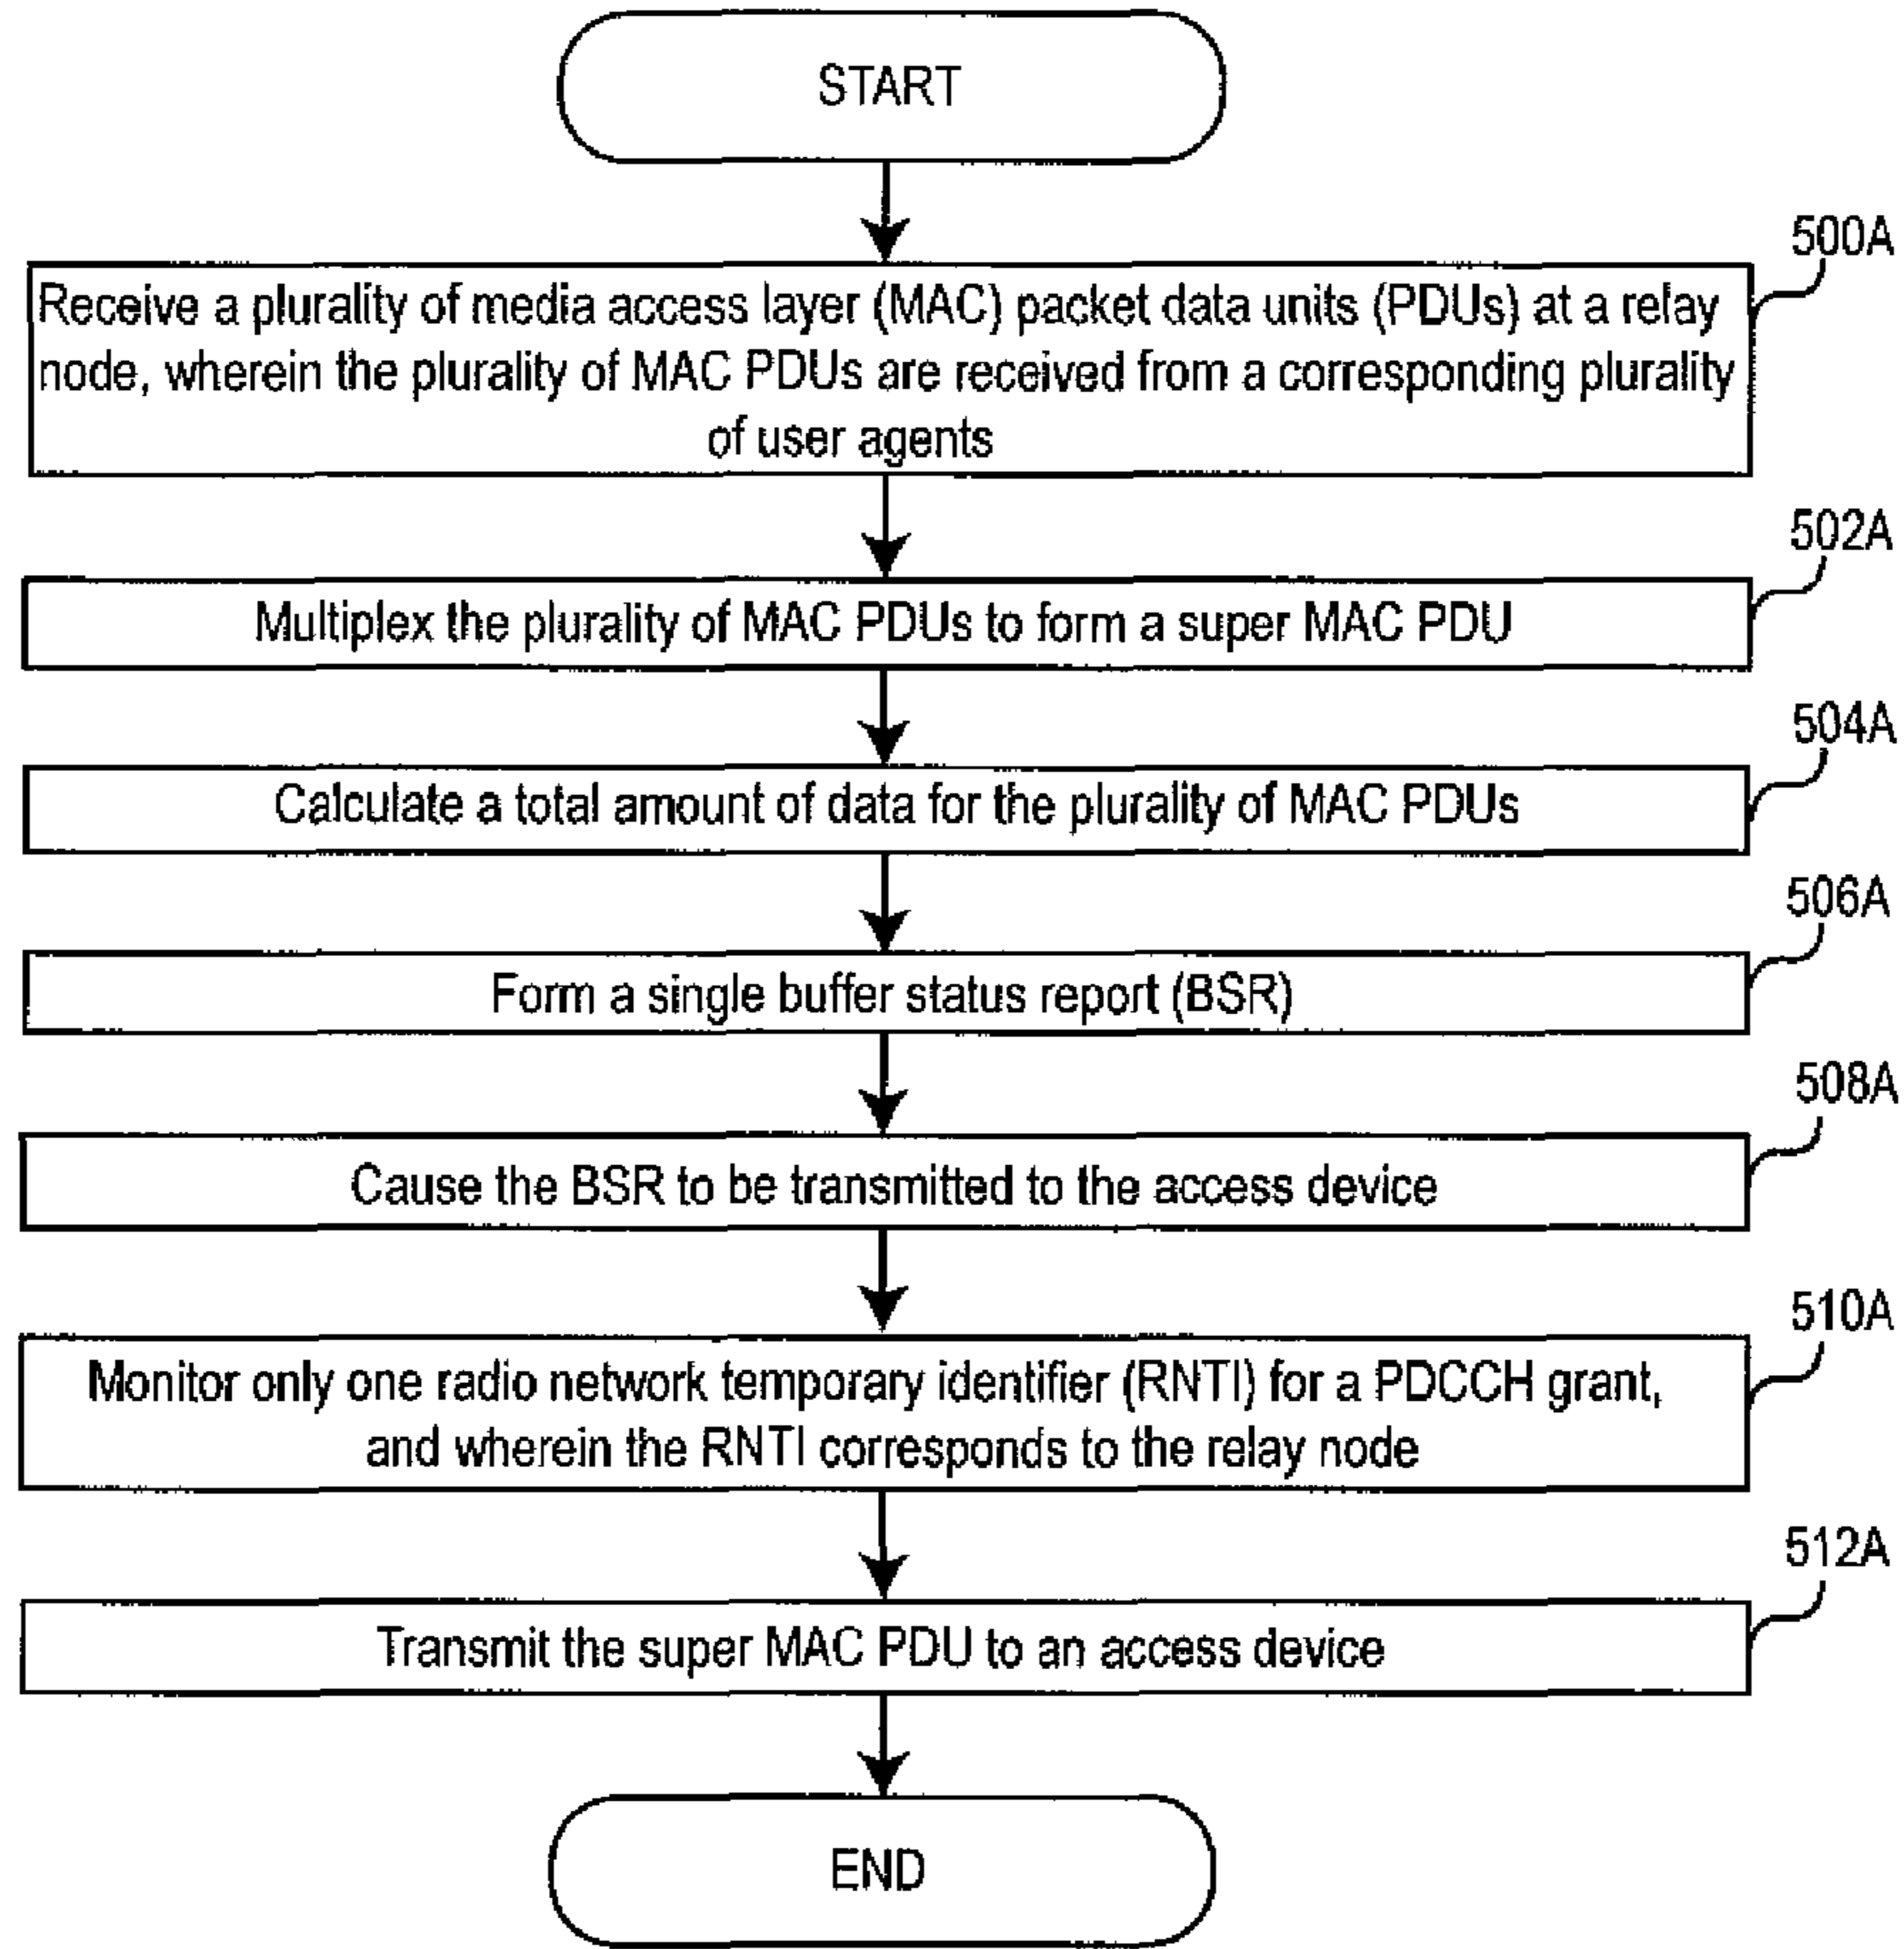 START
500A
Receive a plurality of media access layer (MAC) packet data units (PDUs) at a relay
node, wherein the plurality of MAC PDUs are received from a corresponding plurality
of user agents
502A
Multiplex the plurality of MAC PDUs to form a super MAC PDU
504A
Calculate a total amount of data for the plurality of MAC PDUs
506A
Form a single buffer status report (BSR)
508A
Cause the BSR to be transmitted to the access device
510A
Monitor only one radio network temporary identifier (RNTI) for a PDCCH grant,
and wherein the RNTI corresponds to the relay node
512A
Transmit the super MAC PDU to an access device
END